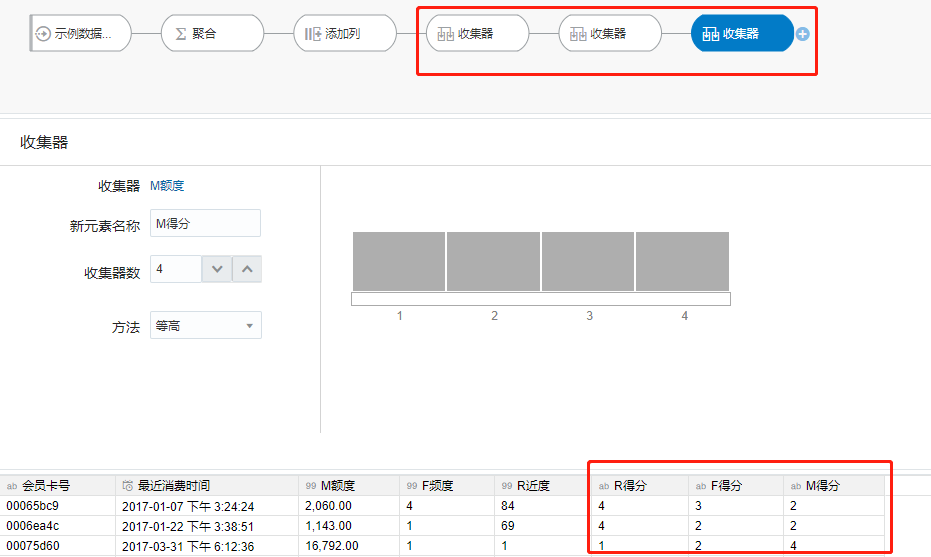 示例数据... 聚合 添加列 收集器 收集器 收集器
收集器
收集器 M额度
新元素名称 M得分
收集器数 4
方法 等高
1 2 3 4
ab 会员卡号 最近消费时间 99 M额度 99 F频度 99 R近度 ab R得分 ab F得分 ab M得分
00065bc9 2017-01-07 下午 3:24:24 2,060.00 4 84 4 3 2
0006ea4c 2017-01-22 下午 3:38:51 1,143.00 1 69 4 2 2
00075d60 2017-03-31 下午 6:12:36 16,792.00 1 1 1 2 4